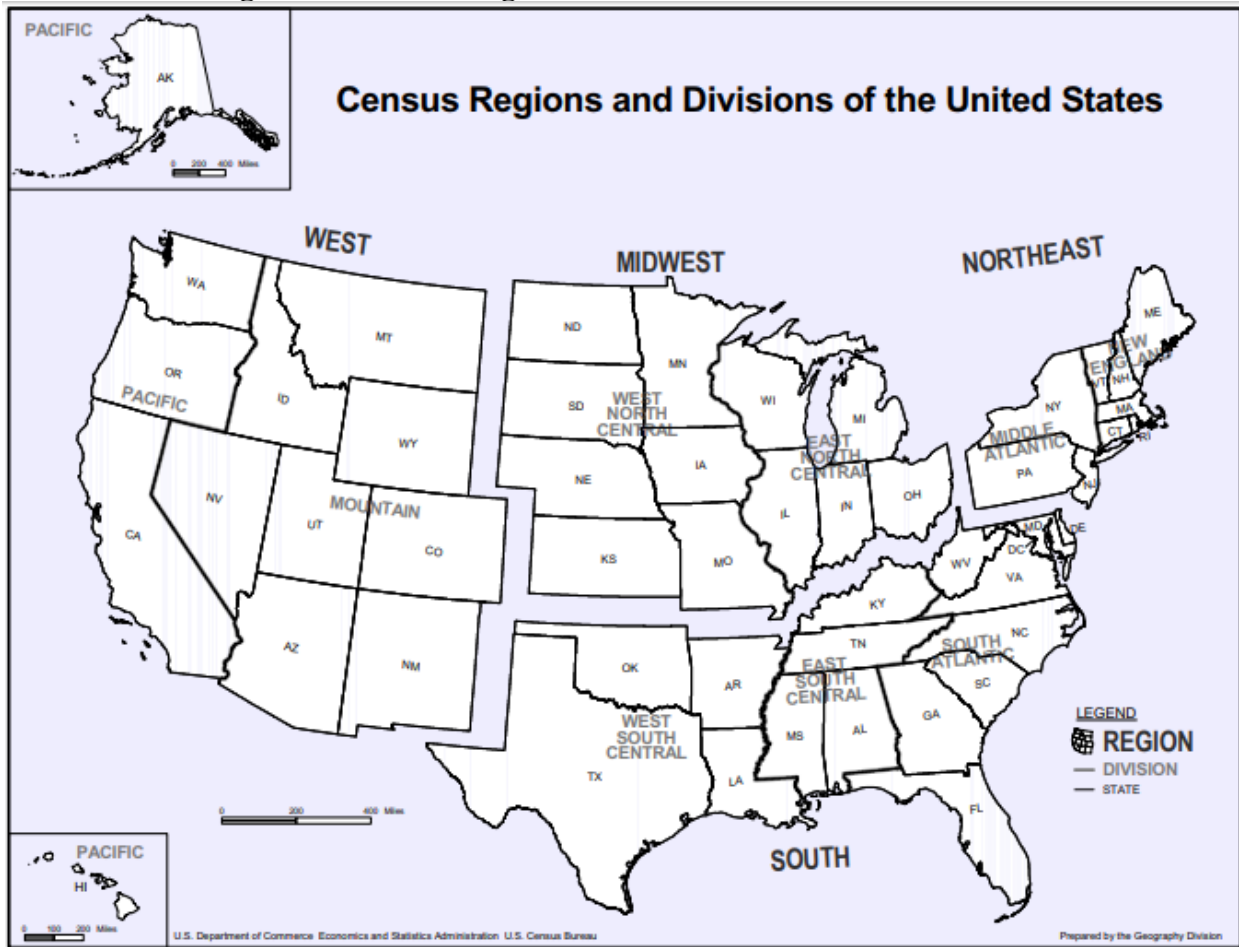 PACIFIC
AK
0 200 400 Miles
Census Regions and Divisions of the United States
WEST
MIDWEST
NORTHEAST
WA
MT
OR
ID
PACIFIC
WY
NV
UT
MOUNTAIN
CO
CA
AZ
NM
ND
MN
SD
WEST
NORTH
CENTRAL
WI
MI
EAST
NORTH
CENTRAL
NE
IA
IL
IN
OH
KS
MO
ME
NEW
ENGLAND
VT
NH
NY
MA
CT
RI
MIDDLE
ATLANTIC
PA
NJ
MD
DE
DC
WV
VA
KY
TN
NC
SOUTH
ATLANTIC
SC
EAST
SOUTH
CENTRAL
OK
AR
GA
MS
AL
WEST
SOUTH
CENTRAL
TX
LA
FL
SOUTH
LEGEND
REGION
DIVISION
STATE
0 200 400 Miles
PACIFIC
HI
0 100 200 Miles
U.S. Department of Commerce Economics and Statistics Administration U.S. Census Bureau
Prepared by the Geography Division